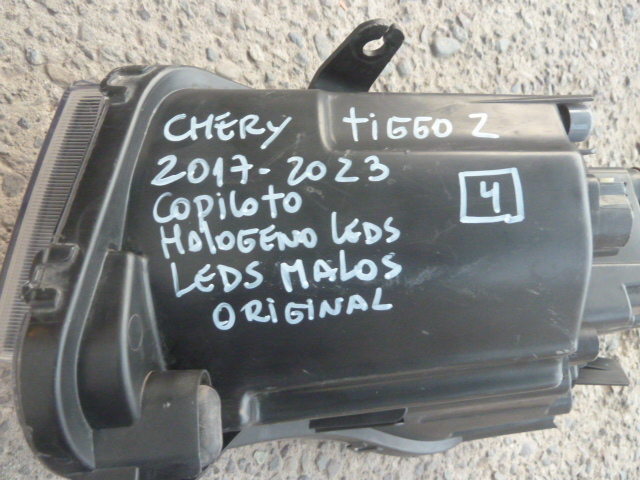 CHERY TIGGO 2
2017-2023
COPILOTO
4
HALOGENO LEDS
LEDS MALOS
ORIGINAL